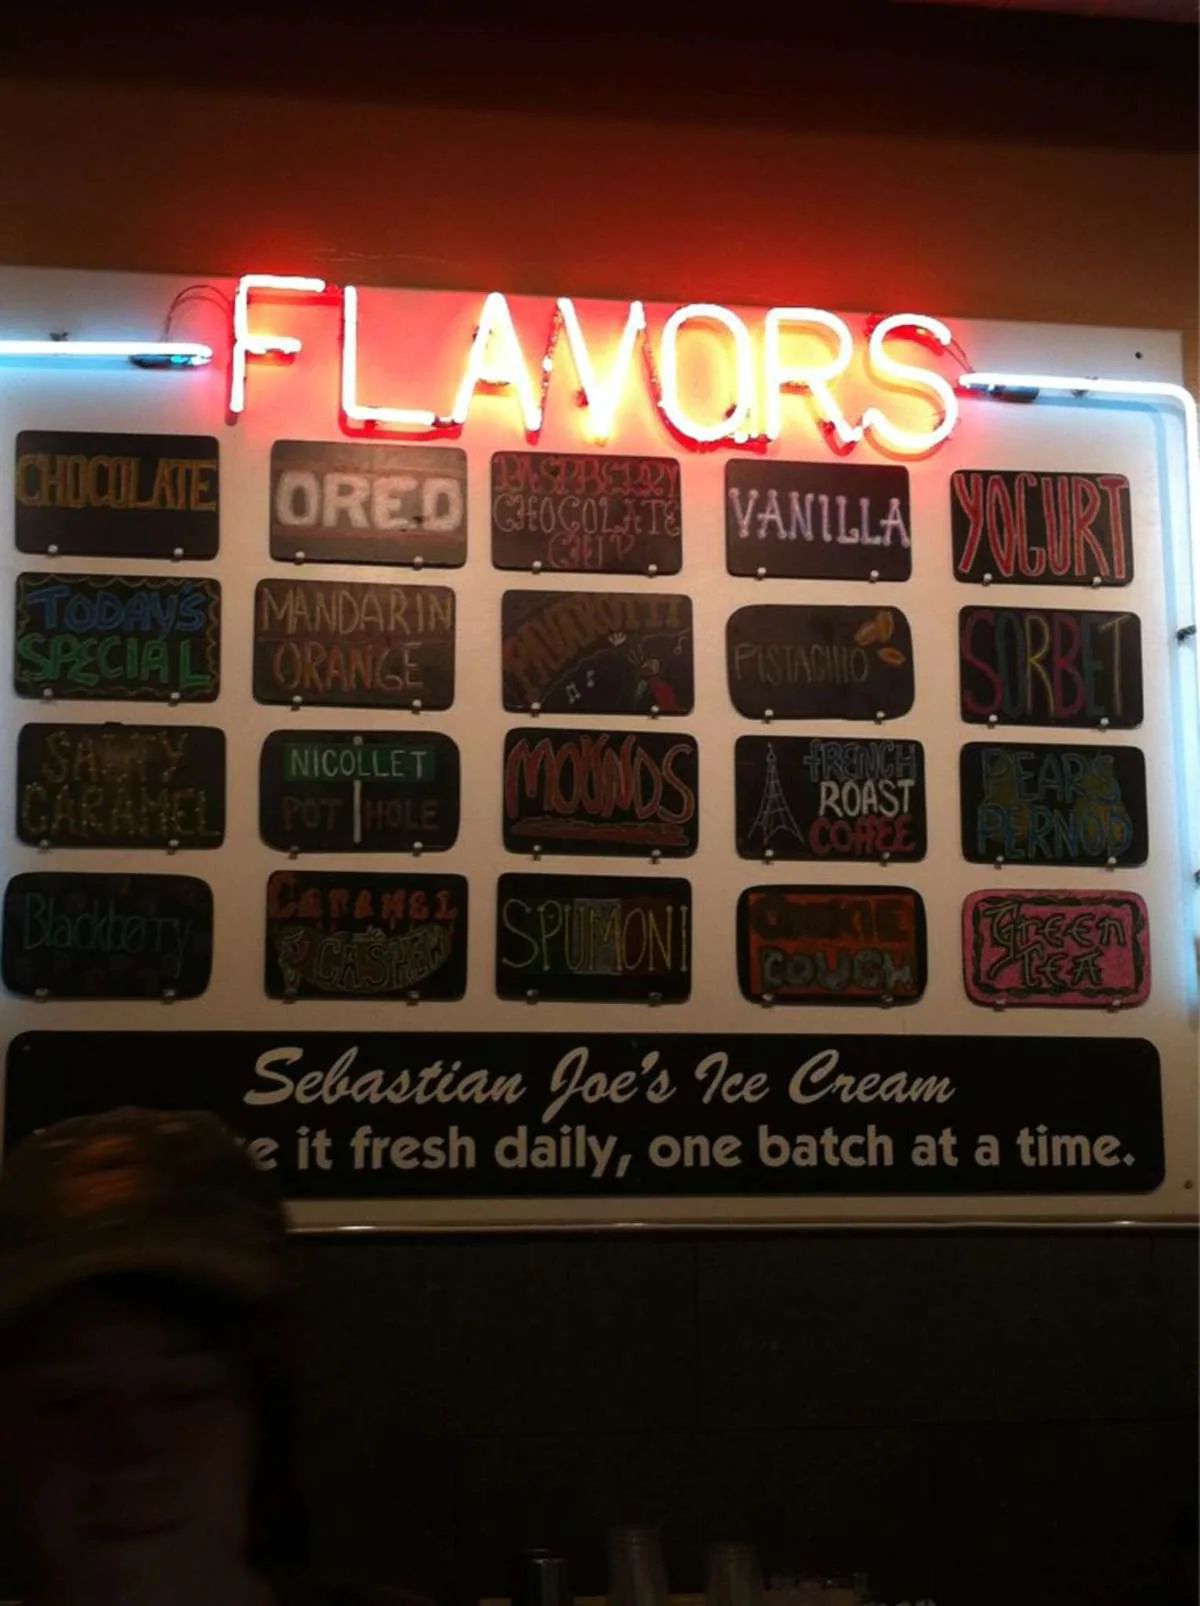 FLAVORS
CHOCOLATE
OREO
RASPBERRY
CHOCOLATE
CHIP
VANILLA
YOGURT
TODAY'S
SPECIAL
MANDARIN
ORANGE
PAVAROTTI
PISTACHIO
SORBET
SALTY
CARAMEL
NICOLLET
POT HOLE
MOUNDS
FRENCH
ROAST
COFFEE
PEARS
PERNOD
Blackberry
CARAMEL
CASHEW
SPUMONI
COOKIE
DOUGH
GREEN
TEA
Sebastian Joe's Ice Cream
it fresh daily, one batch at a time.